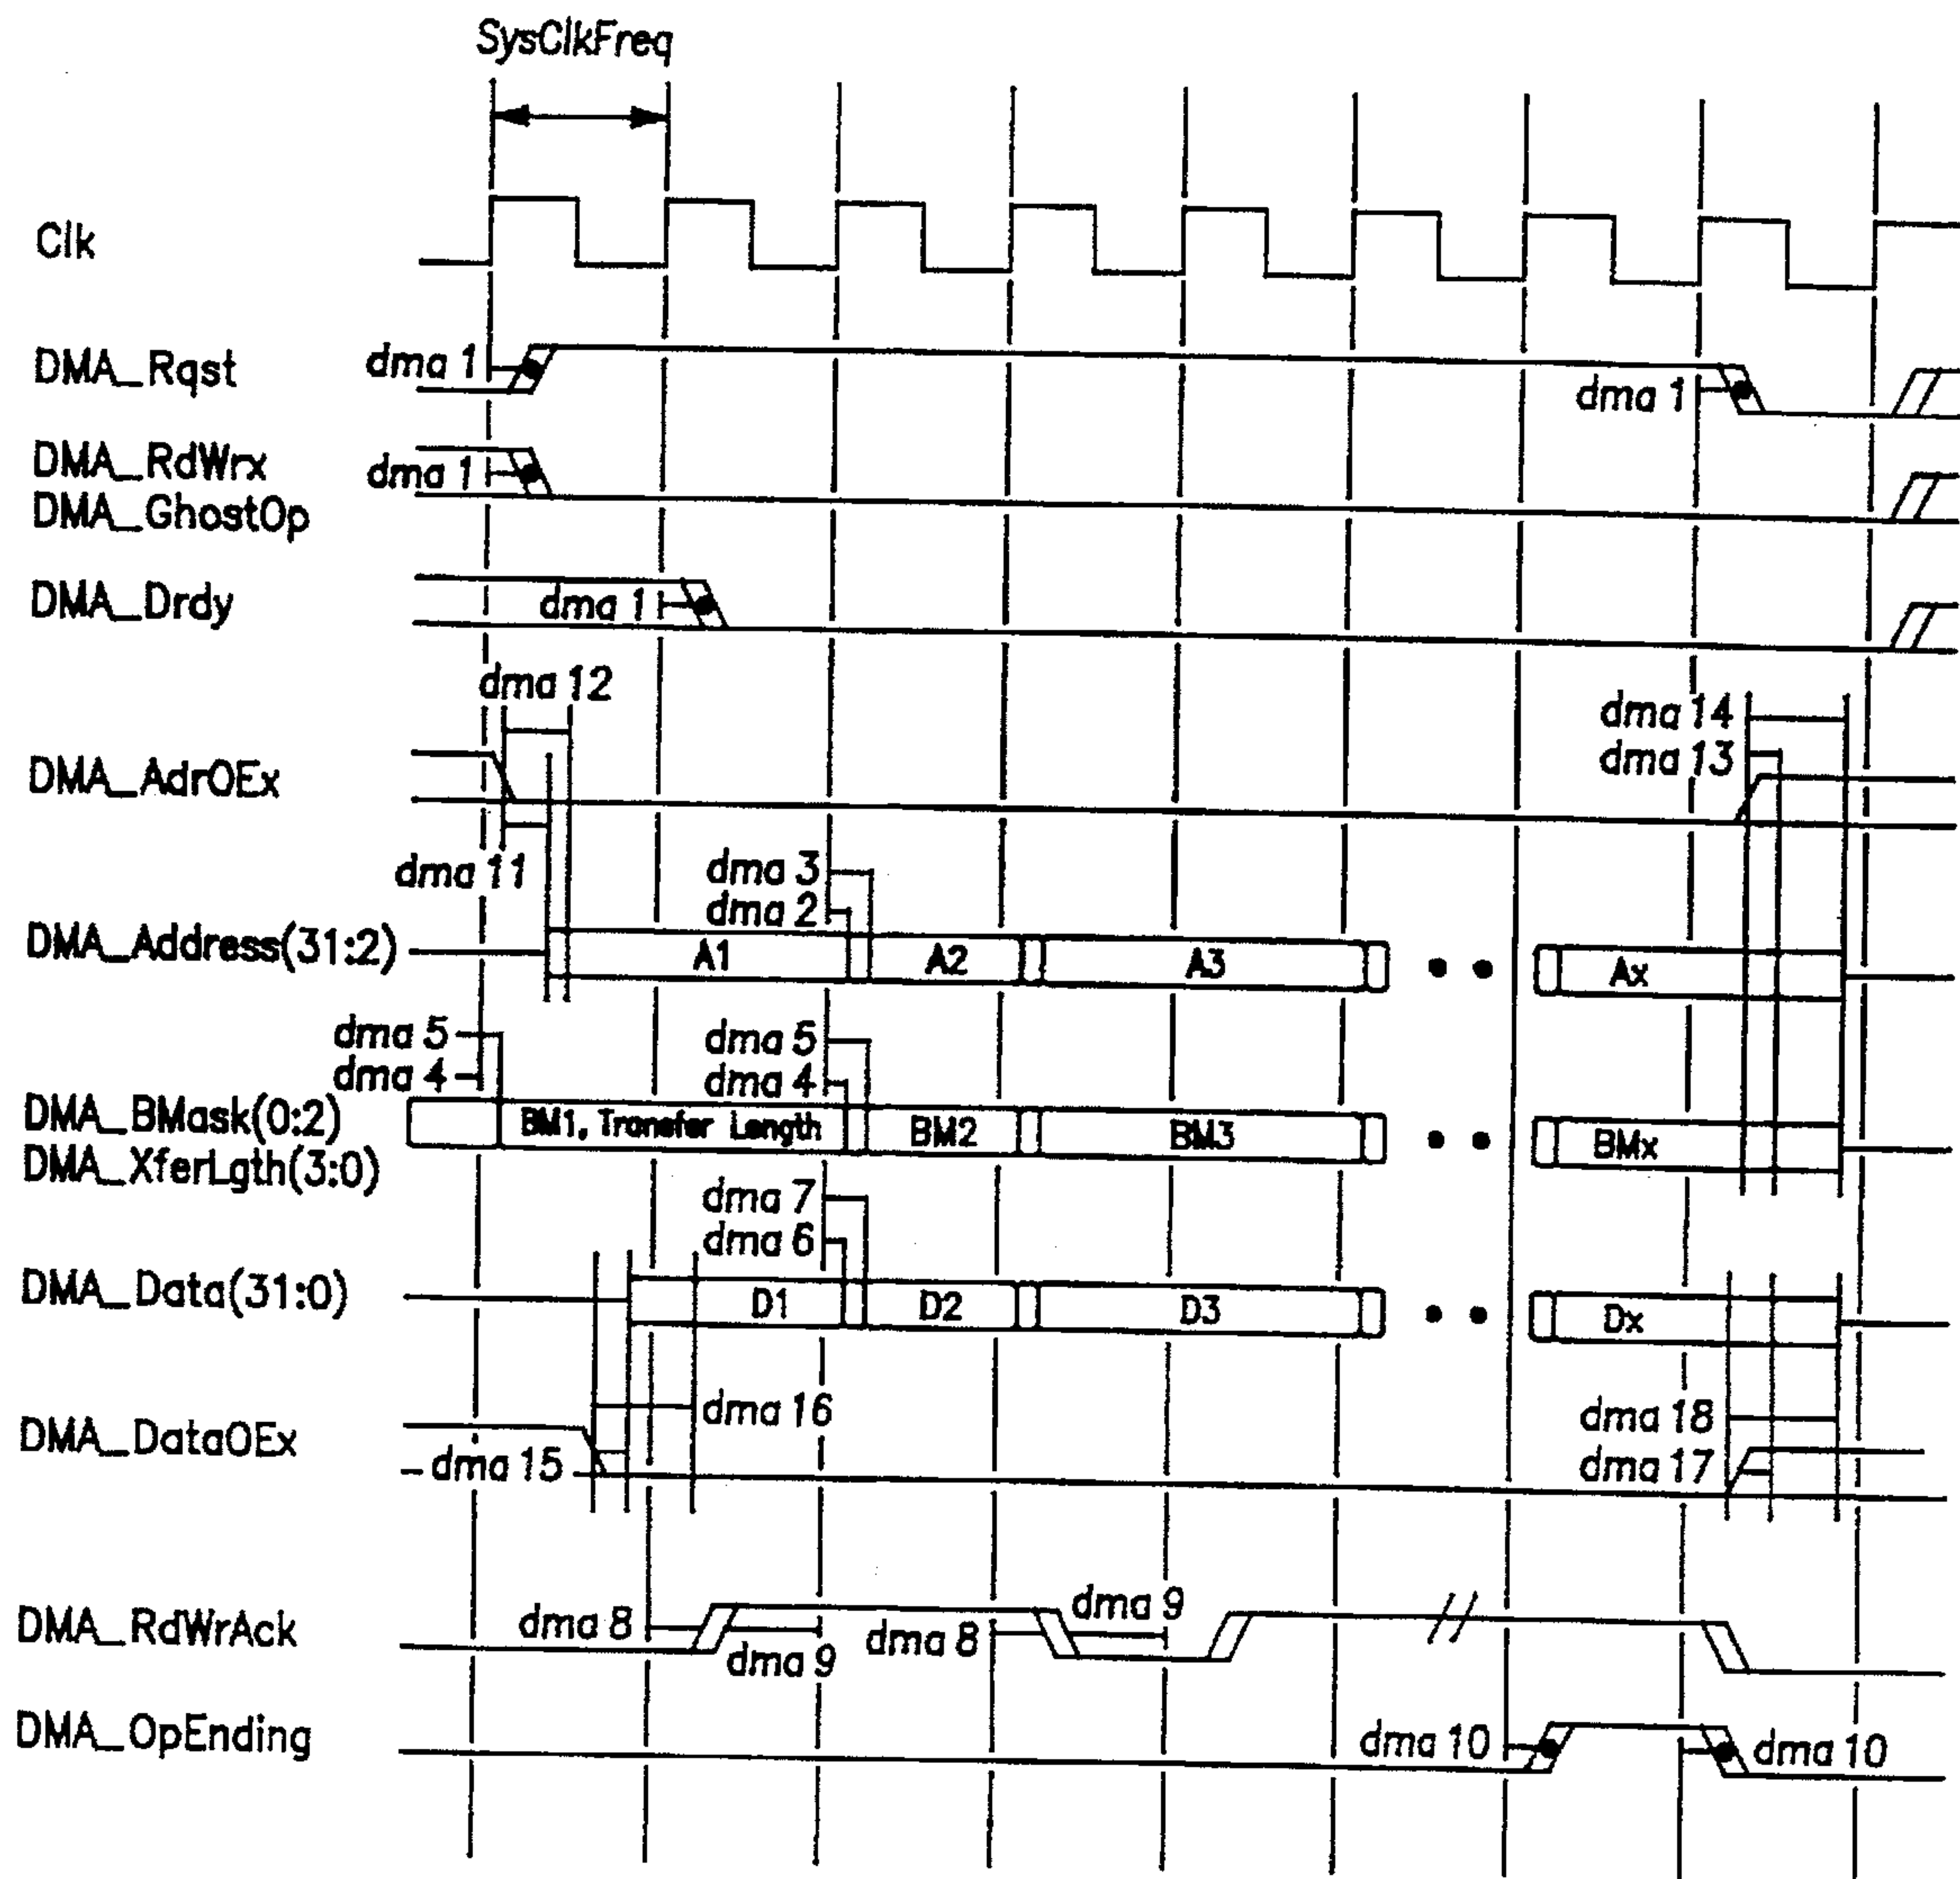 SysClkFreq
Clk
DMA_Rqst
dma 1
dma 1
DMA_RdWrx
dma 1
DMA_GhostOp
DMA_Drdy
dma 1
dma 12
dma 14
dma 13
DMA_AdrOEx
dma 11
dma 3
dma 2
DMA_Address(31:2)
A1
A2
A3
Ax
dma 5
dma 4
dma 5
dma 4
DMA_BMask(0:2)
BM1, Transfer Length
BM2
BM3
BMx
DMA_XferLgth(3:0)
dma 7
dma 6
DMA_Data(31:0)
D1
D2
D3
Dx
dma 16
dma 18
DMA_DataOEx
dma 15
dma 17
DMA_RdWrAck
dma 8
dma 9
dma 8
dma 9
DMA_OpEnding
dma 10
dma 10